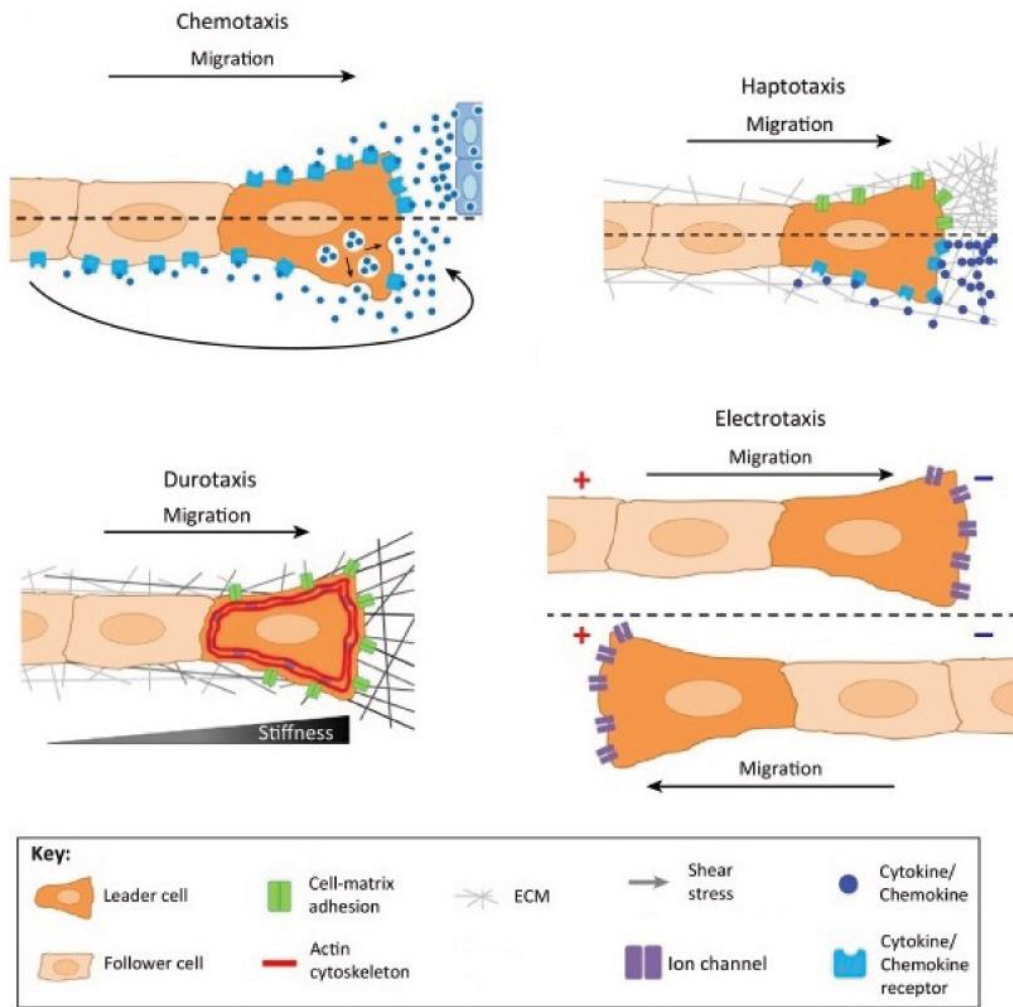 Chemotaxis
Migration
Haptotaxis
Migration
Durotaxis
Migration
Stiffness
Electrotaxis
Migration
+
−
+
−
Migration
Key:
Leader cell
Cell-matrix
adhesion
ECM
Shear
stress
Cytokine/
Chemokine
Follower cell
Actin
cytoskeleton
Ion channel
Cytokine/
Chemokine
receptor